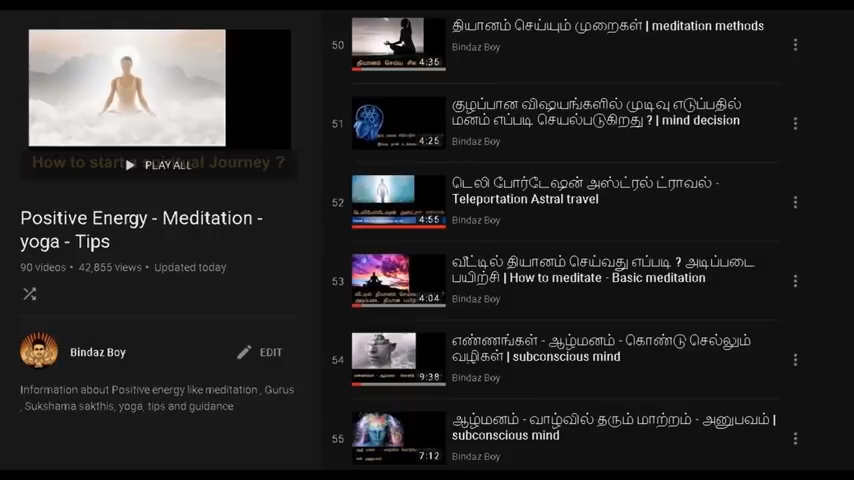 How to start a spiritual Journey ?
PLAY ALL
Positive Energy - Meditation -
yoga - Tips
90 videos • 42,855 views • Updated today
Bindaz Boy
EDIT
Information about Positive energy like meditation , Gurus
, Sukshama sakthis, yoga, tips and guidance
50
4:36
தியானம் செய்யும் முறைகள் | meditation methods
Bindaz Boy
51
4:25
குழப்பான விஷயங்களில் முடிவு எடுப்பதில்
மனம் எப்படி செயல்படுகிறது ? | mind decision
Bindaz Boy
52
4:55
டெலி போர்டேஷன் அஸ்ட்ரல் ட்ராவல் -
Teleportation Astral travel
Bindaz Boy
53
4:04
வீட்டில் தியானம் செய்வது எப்படி ? அடிப்படை
பயிற்சி | How to meditate - Basic meditation
Bindaz Boy
54
9:38
எண்ணங்கள் - ஆழ்மனம் - கொண்டு செல்லும்
வழிகள் | subconscious mind
Bindaz Boy
55
7:12
ஆழ்மனம் - வாழ்வில் தரும் மாற்றம் - அனுபவம் |
subconscious mind
Bindaz Boy